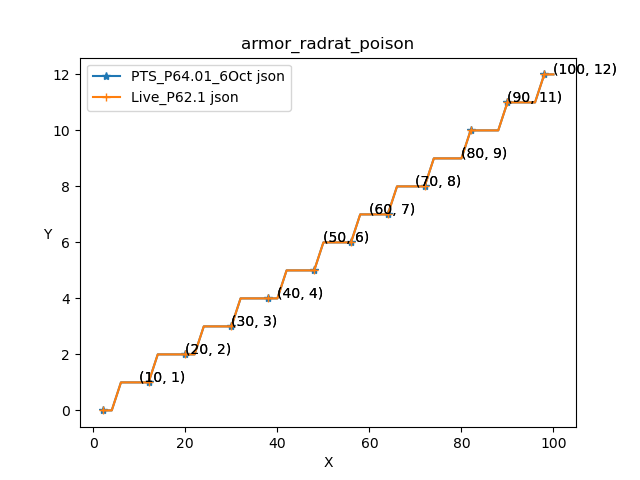 armor_radrat_poison
PTS_P64.01_6Oct json
Live_P62.1 json
12
10
8
6
4
2
0
Y
(100, 12)
(90, 11)
(80, 9)
(70, 8)
(60, 7)
(50, 6)
(40, 4)
(30, 3)
(20, 2)
(10, 1)
0 20 40 60 80 100
X